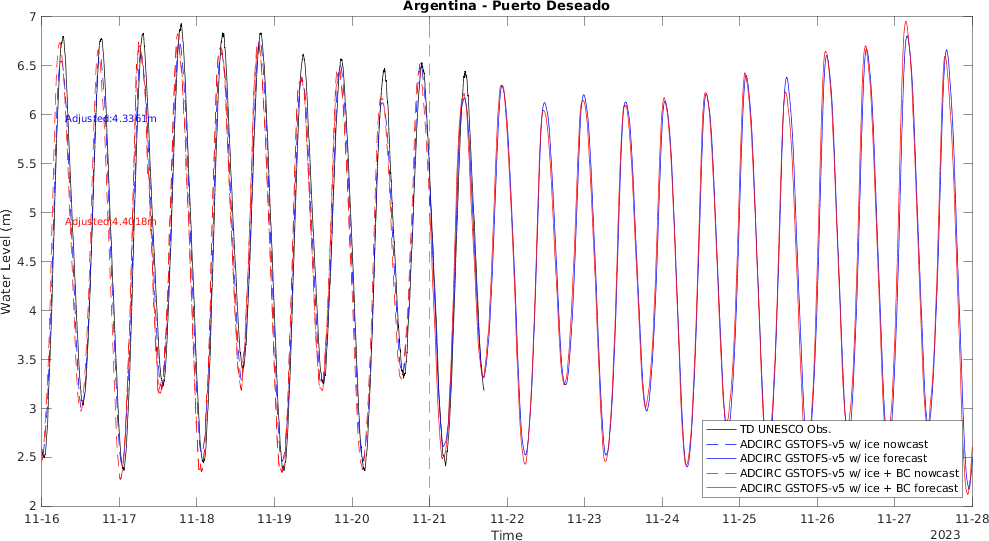 Argentina - Puerto Deseado
7
6.5
6
5.5
5
4.5
4
3.5
3
2.5
2
Water Level (m)
Adjusted:4.3361m
Adjusted:4.4018m
TD UNESCO Obs.
ADCIRC GSTOFS-v5 w/ ice nowcast
ADCIRC GSTOFS-v5 w/ ice forecast
ADCIRC GSTOFS-v5 w/ ice + BC nowcast
ADCIRC GSTOFS-v5 w/ ice + BC forecast
11-16 11-17 11-18 11-19 11-20 11-21 11-22 11-23 11-24 11-25 11-26 11-27 11-28
Time
2023